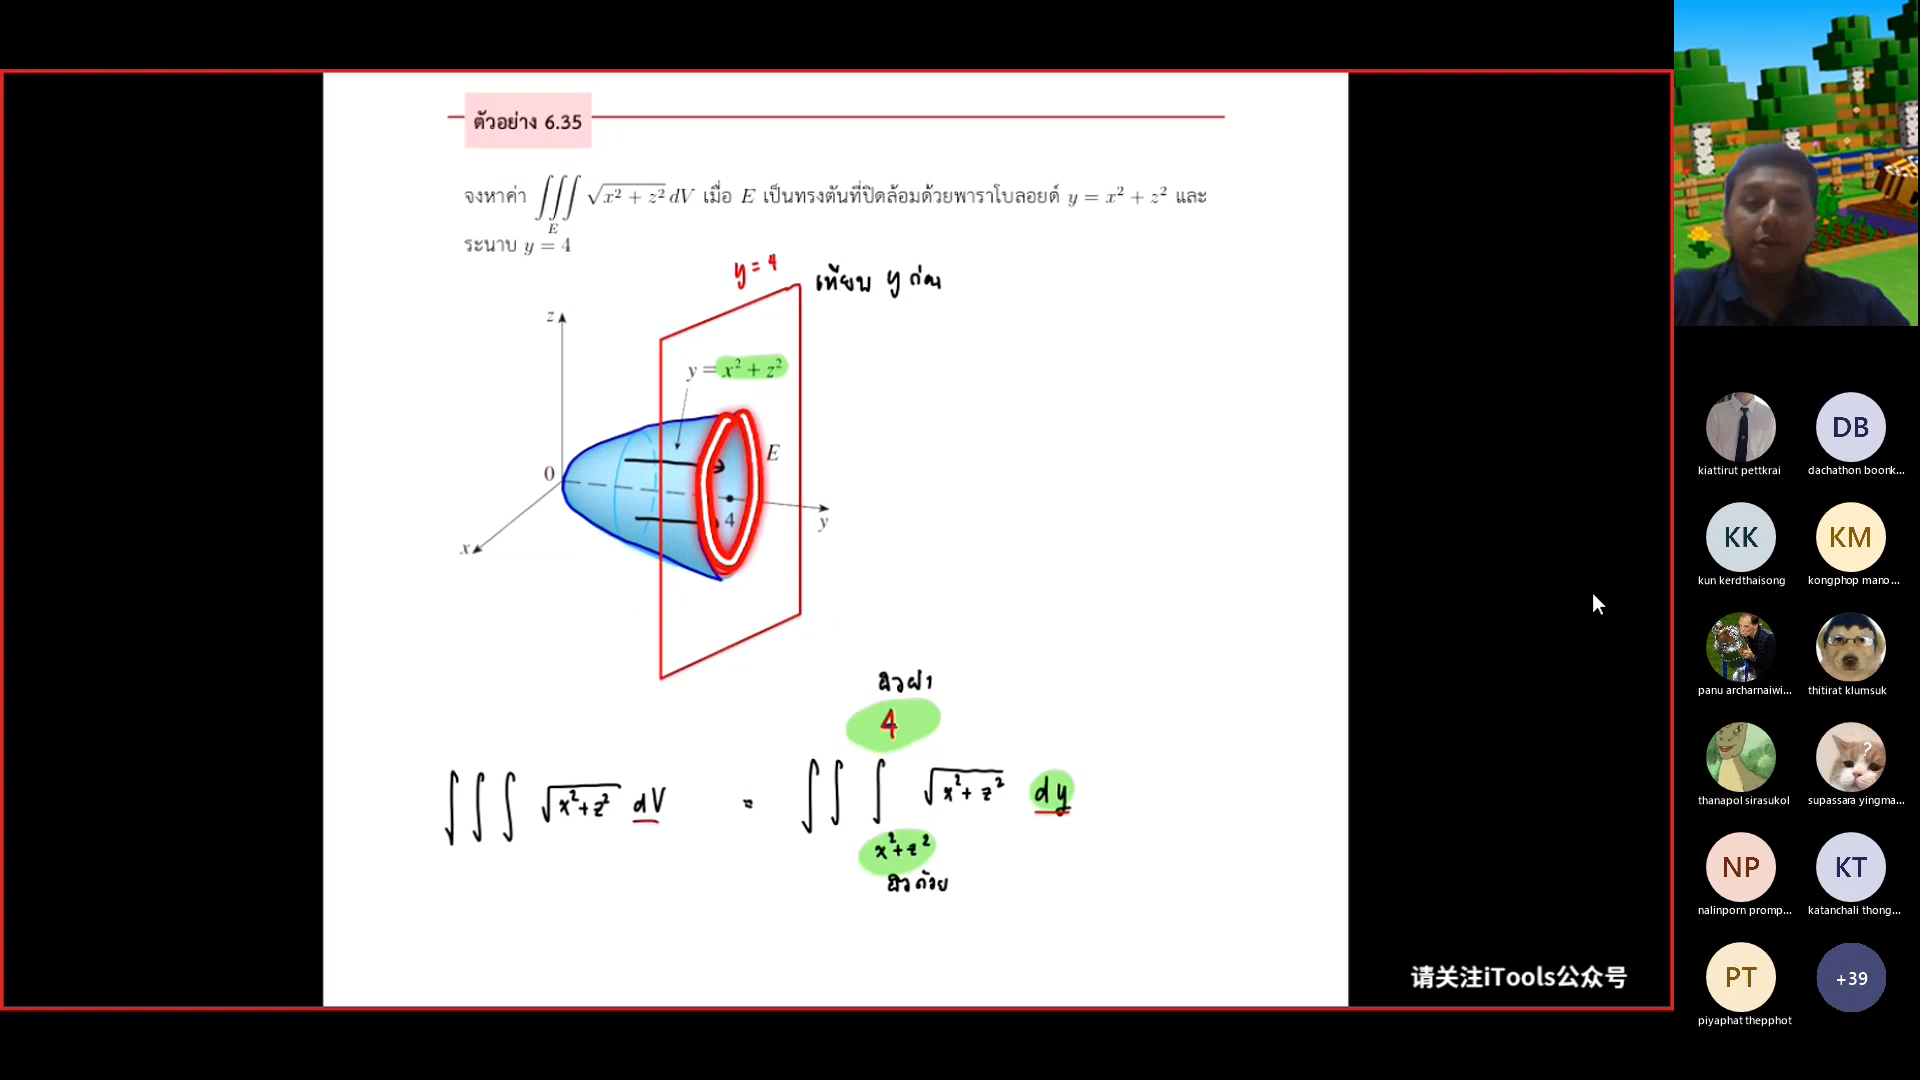 ตัวอย่าง 6.35
จงหาค่า ∭_E √(x² + z²) dV เมื่อ E เป็นทรงตันที่ปิดล้อมด้วยพาราโบลอยด์ y = x² + z² และ
ระนาบ y = 4
y = 4
เทียบ y ก่อน
z
y = x² + z²
E
0
4
y
x
ผิวฝา
4
∫∫∫ √(x²+z²) dV = ∫∫∫ √(x²+z²) dy
x²+z²
ผิวถ้วย
请关注iTools公众号
kiattirut pettkrai
DB
dachathon boonk...
KK
kun kerdthaisong
KM
kongphop mano...
panu archarnaiwi...
thitirat klumsuk
thanapol sirasukol
?
supassara yingma...
NP
nalinporn promp...
KT
katanchali thong...
PT
piyaphat thepphot
+39